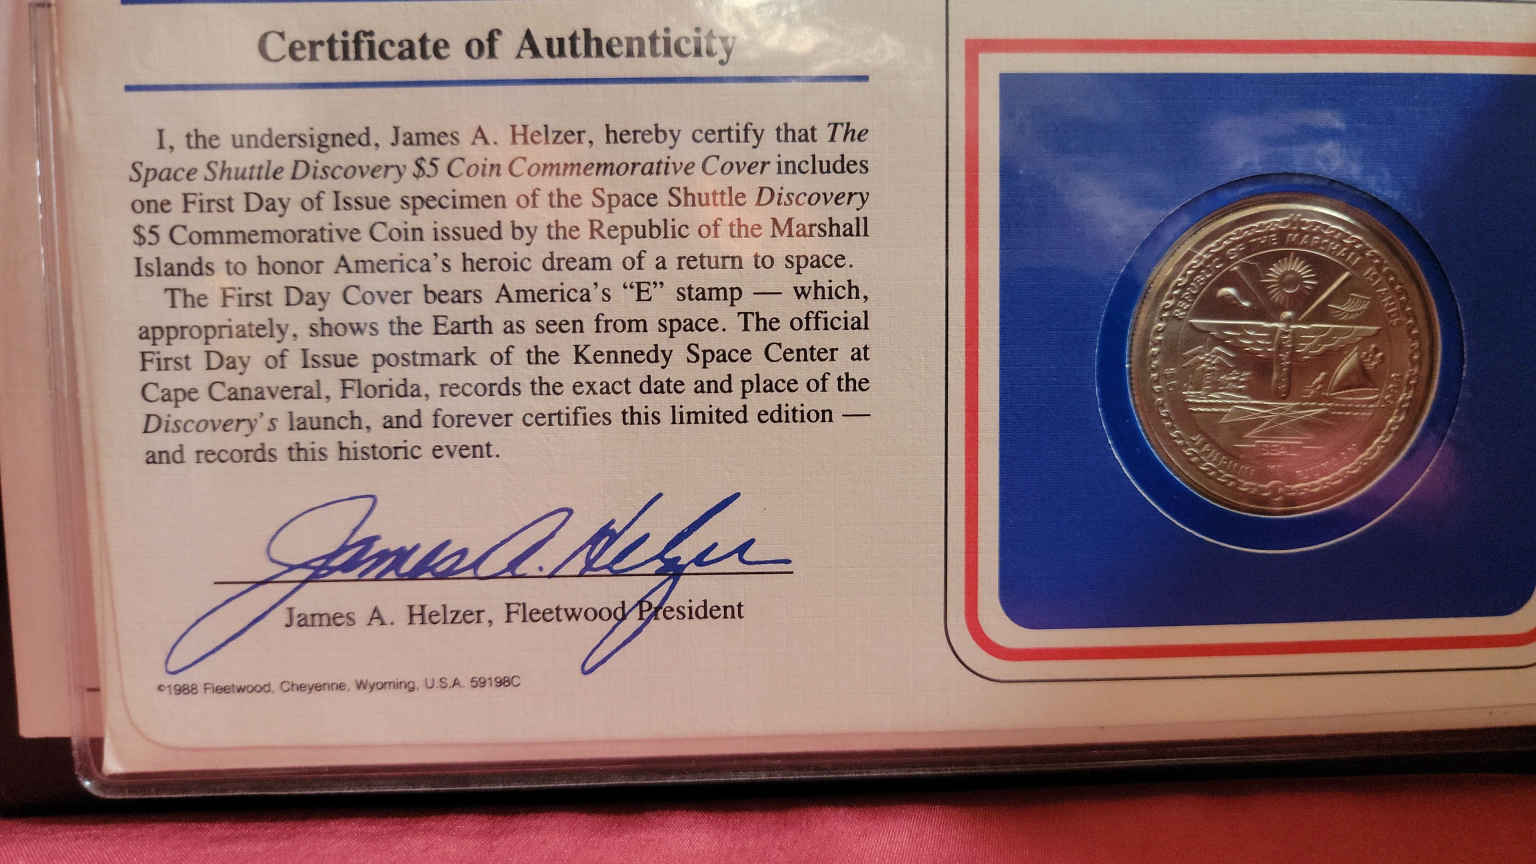 Certificate of Authenticity
I, the undersigned, James A. Helzer, hereby certify that The
Space Shuttle Discovery $5 Coin Commemorative Cover includes
one First Day of Issue specimen of the Space Shuttle Discovery
$5 Commemorative Coin issued by the Republic of the Marshall
Islands to honor America's heroic dream of a return to space.
The First Day Cover bears America's “E” stamp — which,
appropriately, shows the Earth as seen from space. The official
First Day of Issue postmark of the Kennedy Space Center at
Cape Canaveral, Florida, records the exact date and place of the
Discovery's launch, and forever certifies this limited edition —
and records this historic event.
James A. Helzer
James A. Helzer, Fleetwood President
©1988 Fleetwood, Cheyenne, Wyoming, U.S.A. 59198C
REPUBLIC OF THE MARSHALL ISLANDS
SEAL